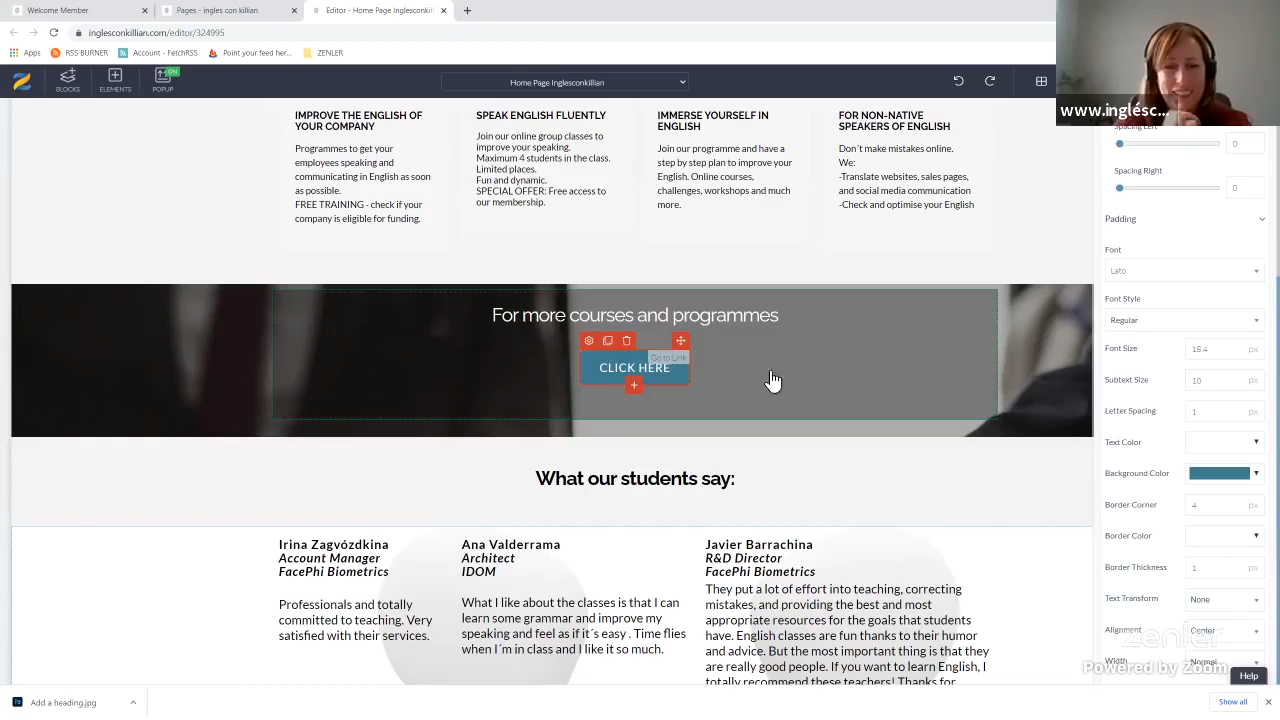 Welcome Member
Pages - ingles con killian
Editor - Home Page Inglesconkillian
inglesconkillian.com/editor/324995
Apps
RSS BURNER
Account - FetchRSS
Point your feed her...
ZENLER
BLOCKS
ELEMENTS
ON
POPUP
Home Page Inglesconkillian
www.inglésc...
IMPROVE THE ENGLISH OF
YOUR COMPANY
Programmes to get your
employees speaking and
communicating in English as soon
as possible.
FREE TRAINING - check if your
company is eligible for funding.
SPEAK ENGLISH FLUENTLY
Join our online group classes to
improve your speaking.
Maximum 4 students in the class.
Limited places.
Fun and dynamic.
SPECIAL OFFER: Free access to
our membership.
IMMERSE YOURSELF IN
ENGLISH
Join our programme and have a
step by step plan to improve your
English. Online courses,
challenges, workshops and much
more.
FOR NON-NATIVE
SPEAKERS OF ENGLISH
Don´t make mistakes online.
We:
-Translate websites, sales pages,
and social media communication
-Check and optimise your English
For more courses and programmes
Go to Link
CLICK HERE
What our students say:
Irina Zagvózdkina
Account Manager
FacePhi Biometrics
Professionals and totally
committed to teaching. Very
satisfied with their services.
Ana Valderrama
Architect
IDOM
What I like about the classes is that I can
learn some grammar and improve my
speaking and feel as if it´s easy . Time flies
when I´m in class and I like it so much.
Javier Barrachina
R&D Director
FacePhi Biometrics
They put a lot of effort into teaching, correcting
mistakes, and providing the best and most
appropriate resources for the goals that students
have. English classes are fun thanks to their humor
and advice. But the most important thing is that they
are really good people. If you want to learn English, I
totally recommend these teachers! Thanks for
Spacing Left
0
Spacing Right
0
Padding
Font
Lato
Font Style
Regular
Font Size 18.4 px
Subtext Size 10 px
Letter Spacing 1 px
Text Color
Background Color
Border Corner 4 px
Border Color
Border Thickness 1 px
Text Transform None
Alignment Center
Width Normal
zenler
Powered by Zoom
Help
Add a heading.jpg
Show all